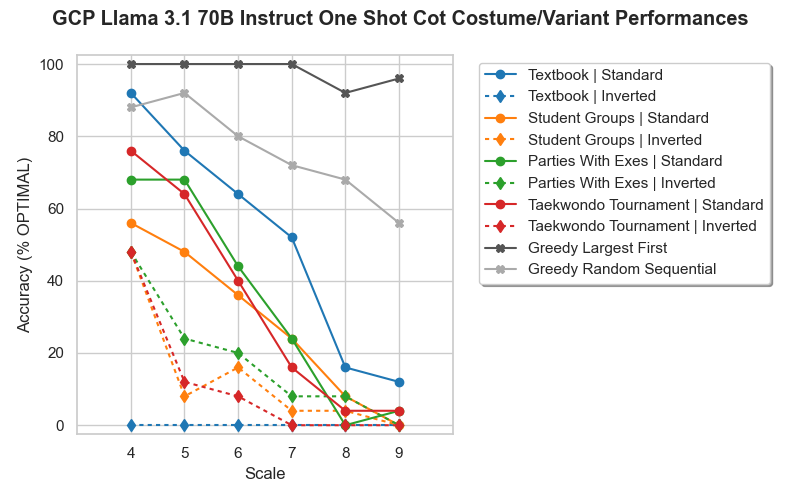 GCP Llama 3.1 70B Instruct One Shot Cot Costume/Variant Performances
Accuracy (% OPTIMAL)
100
80
60
40
20
0
4 5 6 7 8 9
Scale
Textbook | Standard
Textbook | Inverted
Student Groups | Standard
Student Groups | Inverted
Parties With Exes | Standard
Parties With Exes | Inverted
Taekwondo Tournament | Standard
Taekwondo Tournament | Inverted
Greedy Largest First
Greedy Random Sequential